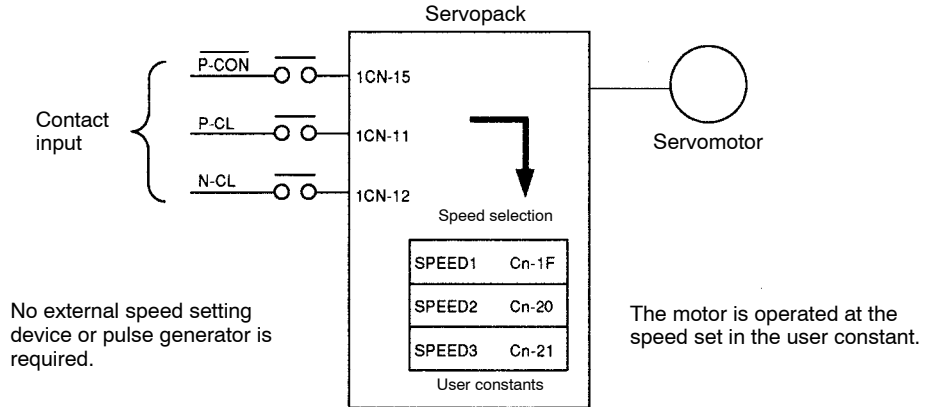 Servopack
P-CON
1CN-15
Contact
input
P-CL
1CN-11
N-CL
1CN-12
Servomotor
Speed selection
SPEED1 Cn-1F
SPEED2 Cn-20
SPEED3 Cn-21
User constants
No external speed setting
device or pulse generator is
required.
The motor is operated at the
speed set in the user constant.